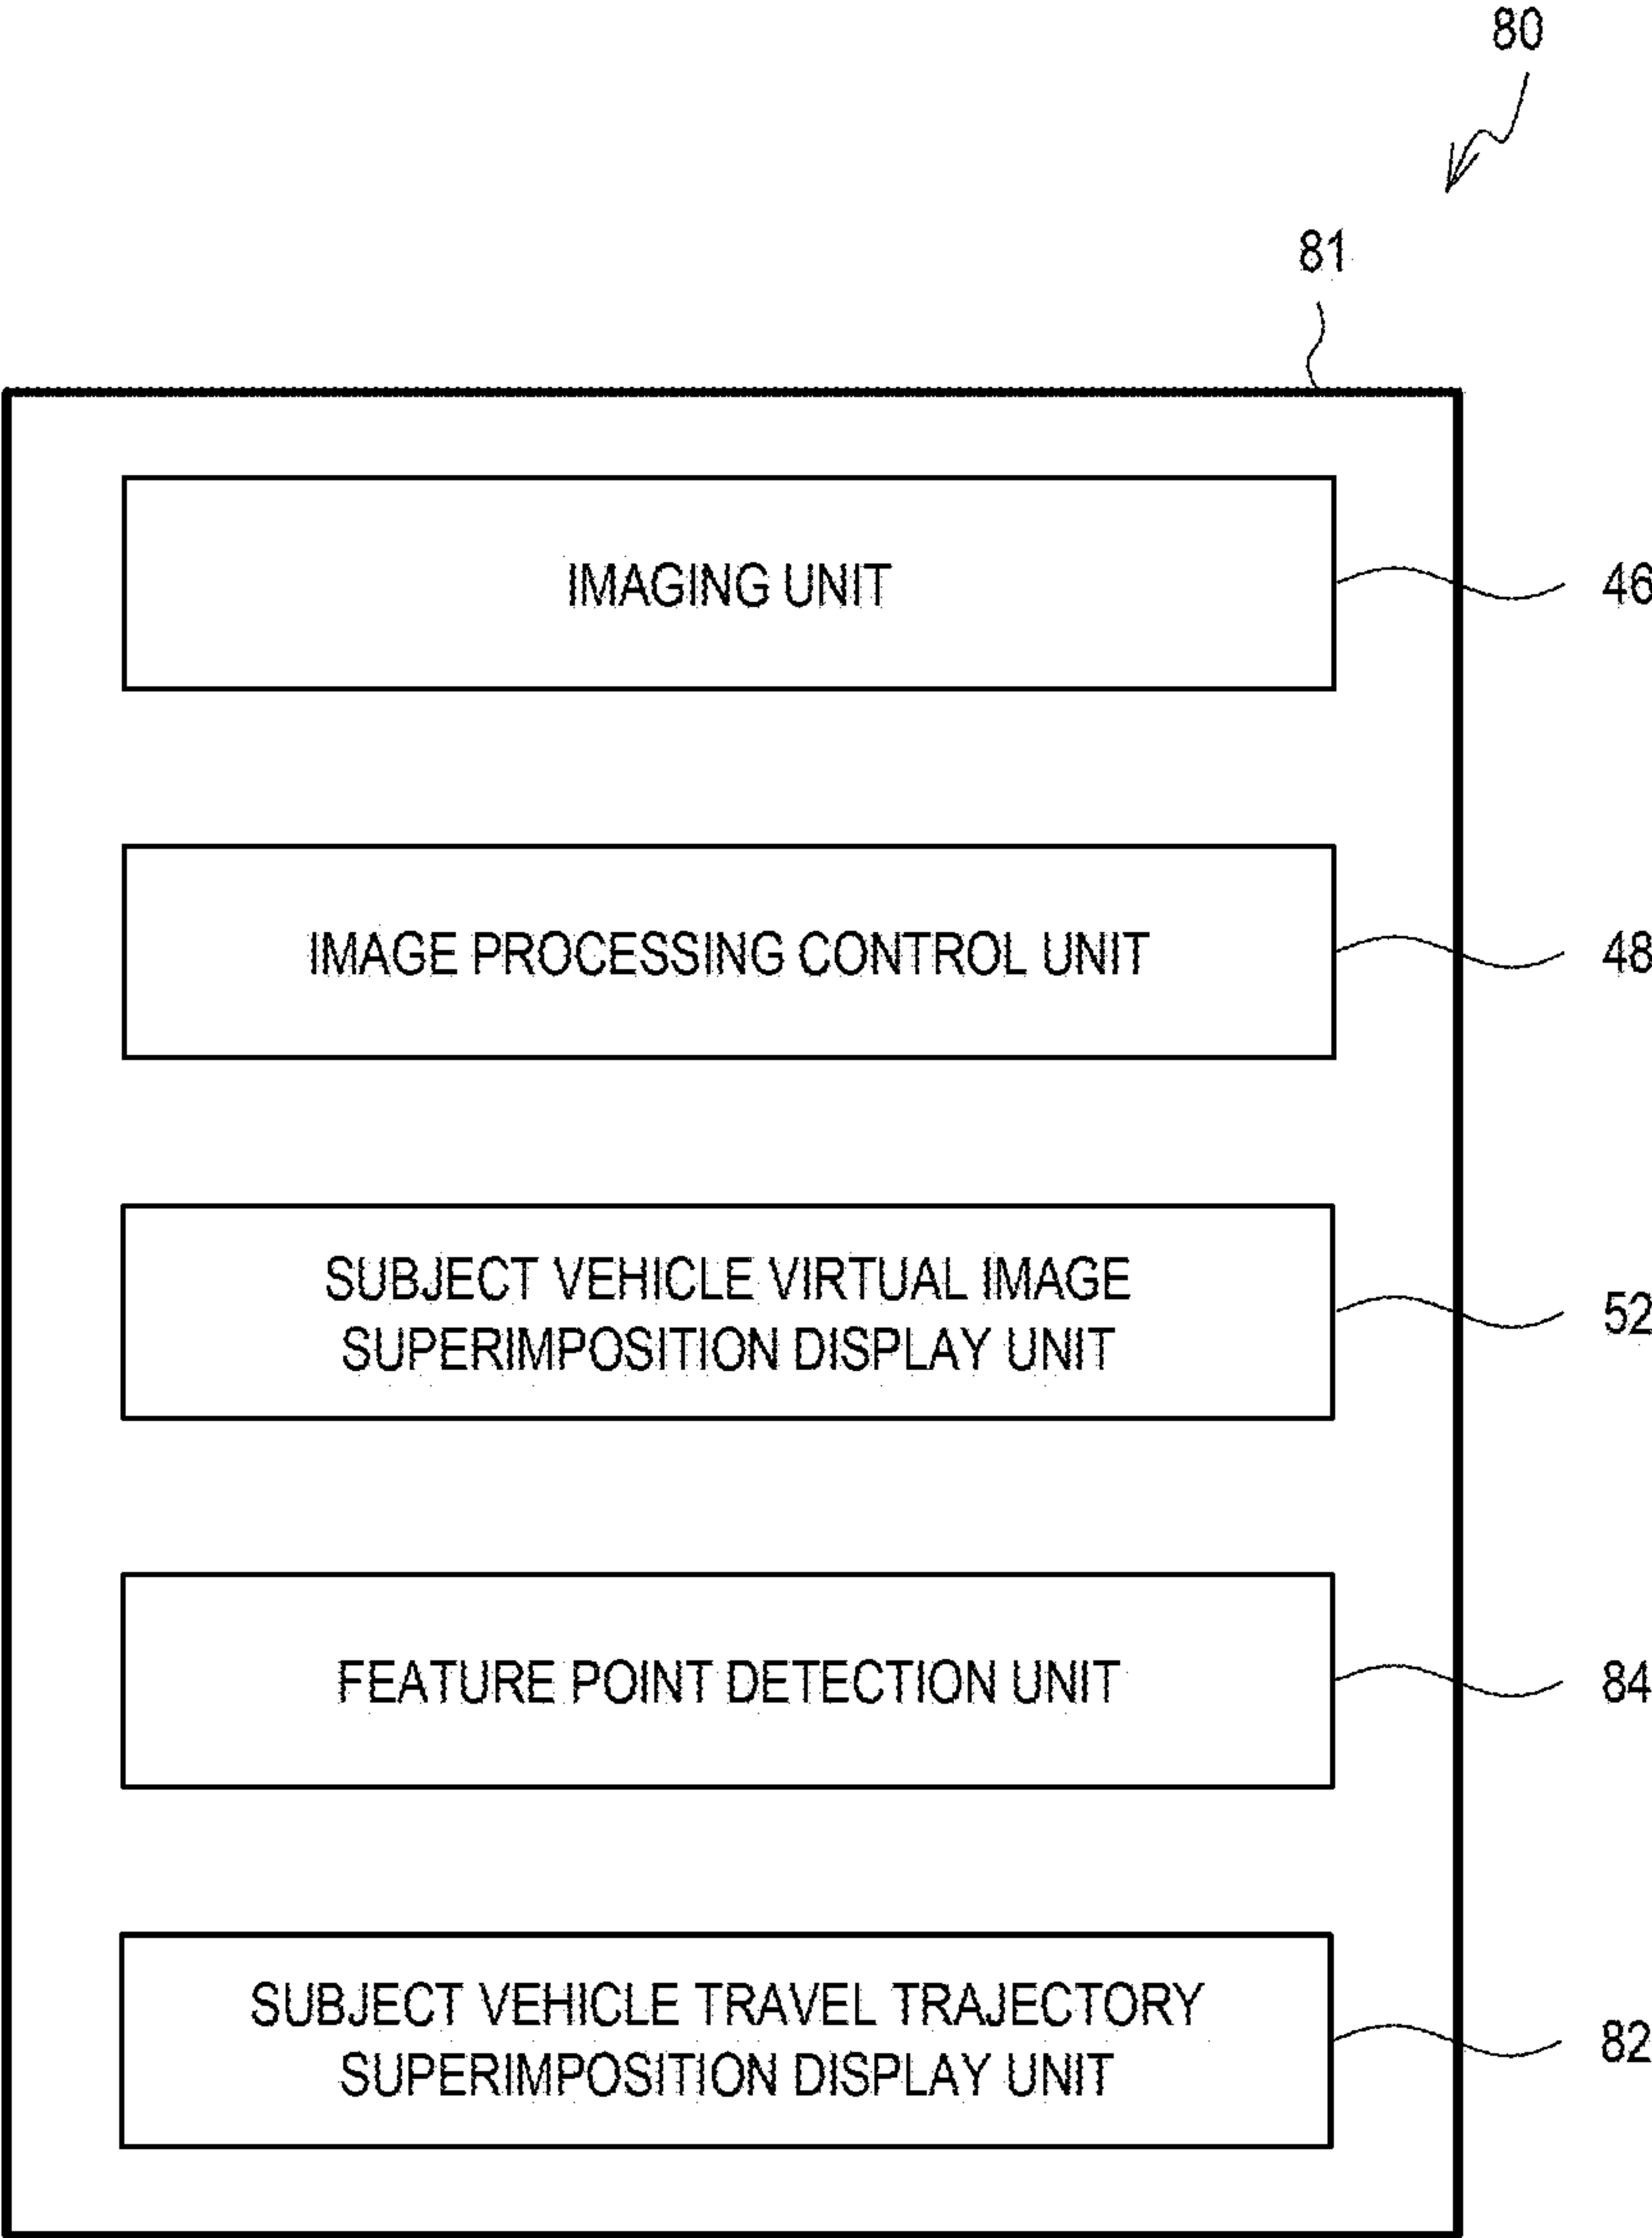 80
81
IMAGING UNIT
46
IMAGE PROCESSING CONTROL UNIT
48
SUBJECT VEHICLE VIRTUAL IMAGE
SUPERIMPOSITION DISPLAY UNIT
52
FEATURE POINT DETECTION UNIT
84
SUBJECT VEHICLE TRAVEL TRAJECTORY
SUPERIMPOSITION DISPLAY UNIT
82